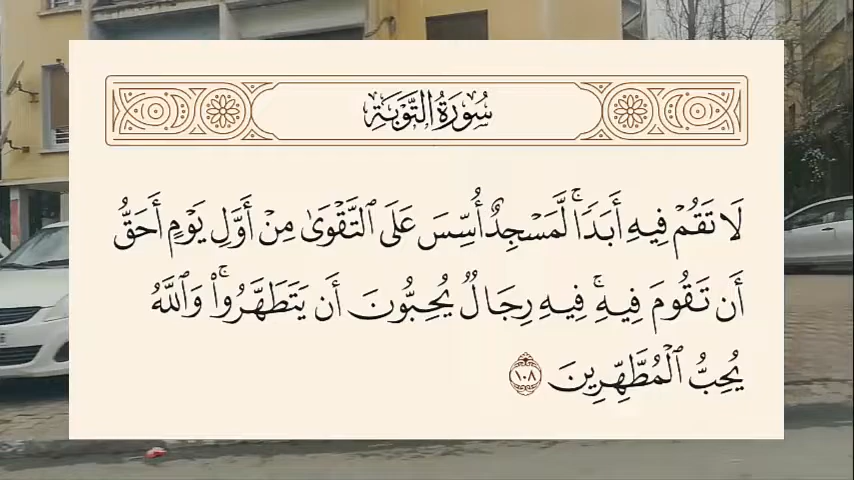 سُورَةُ التَّوْبَةِ
لَا تَقُمْ فِيهِ أَبَدًاۚ لَّمَسْجِدٌ أُسِّسَ عَلَى ٱلتَّقْوَىٰ مِنْ أَوَّلِ يَوْمٍ أَحَقُّ
أَن تَقُومَ فِيهِۚ فِيهِ رِجَالٌ يُحِبُّونَ أَن يَتَطَهَّرُوا۟ۚ وَٱللَّهُ
يُحِبُّ ٱلْمُطَّهِّرِينَ ١٠٨